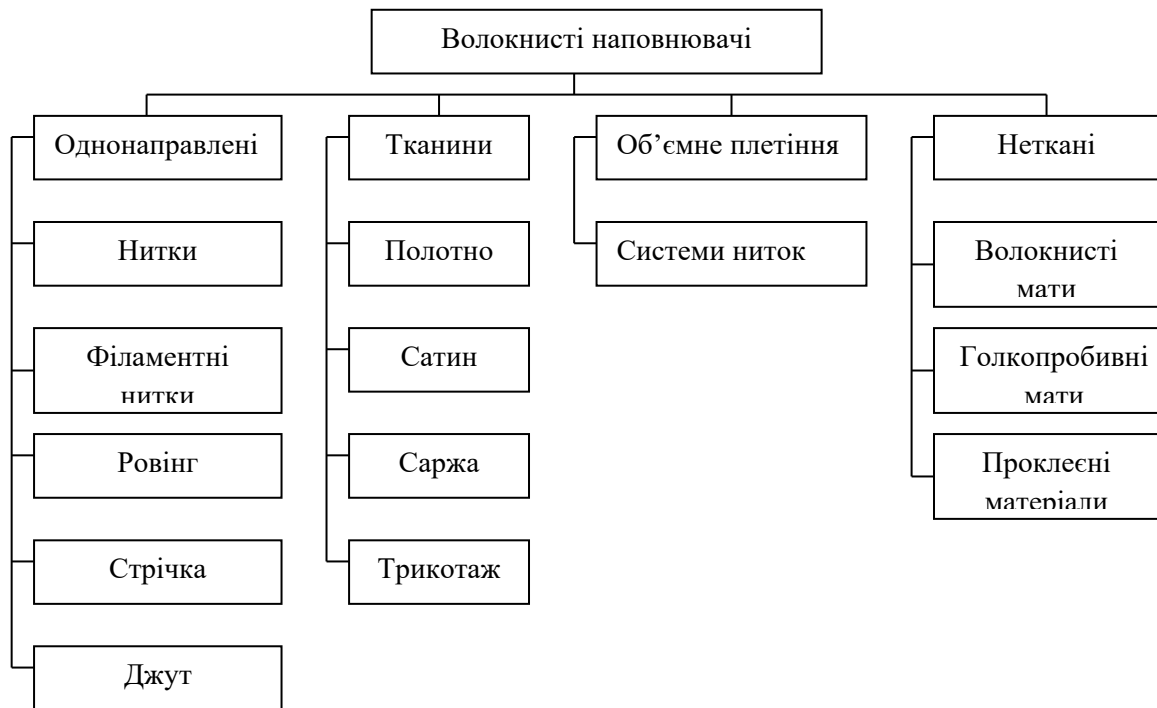 Волокнисті наповнювачі
Однонаправлені
Тканини
Об’ємне плетіння
Неткані
Нитки
Полотно
Системи ниток
Волокнисті
мати
Філаментні
нитки
Сатин
Голкопробивні
мати
Ровінг
Саржа
Проклеєні
матеріали
Стрічка
Трикотаж
Джут